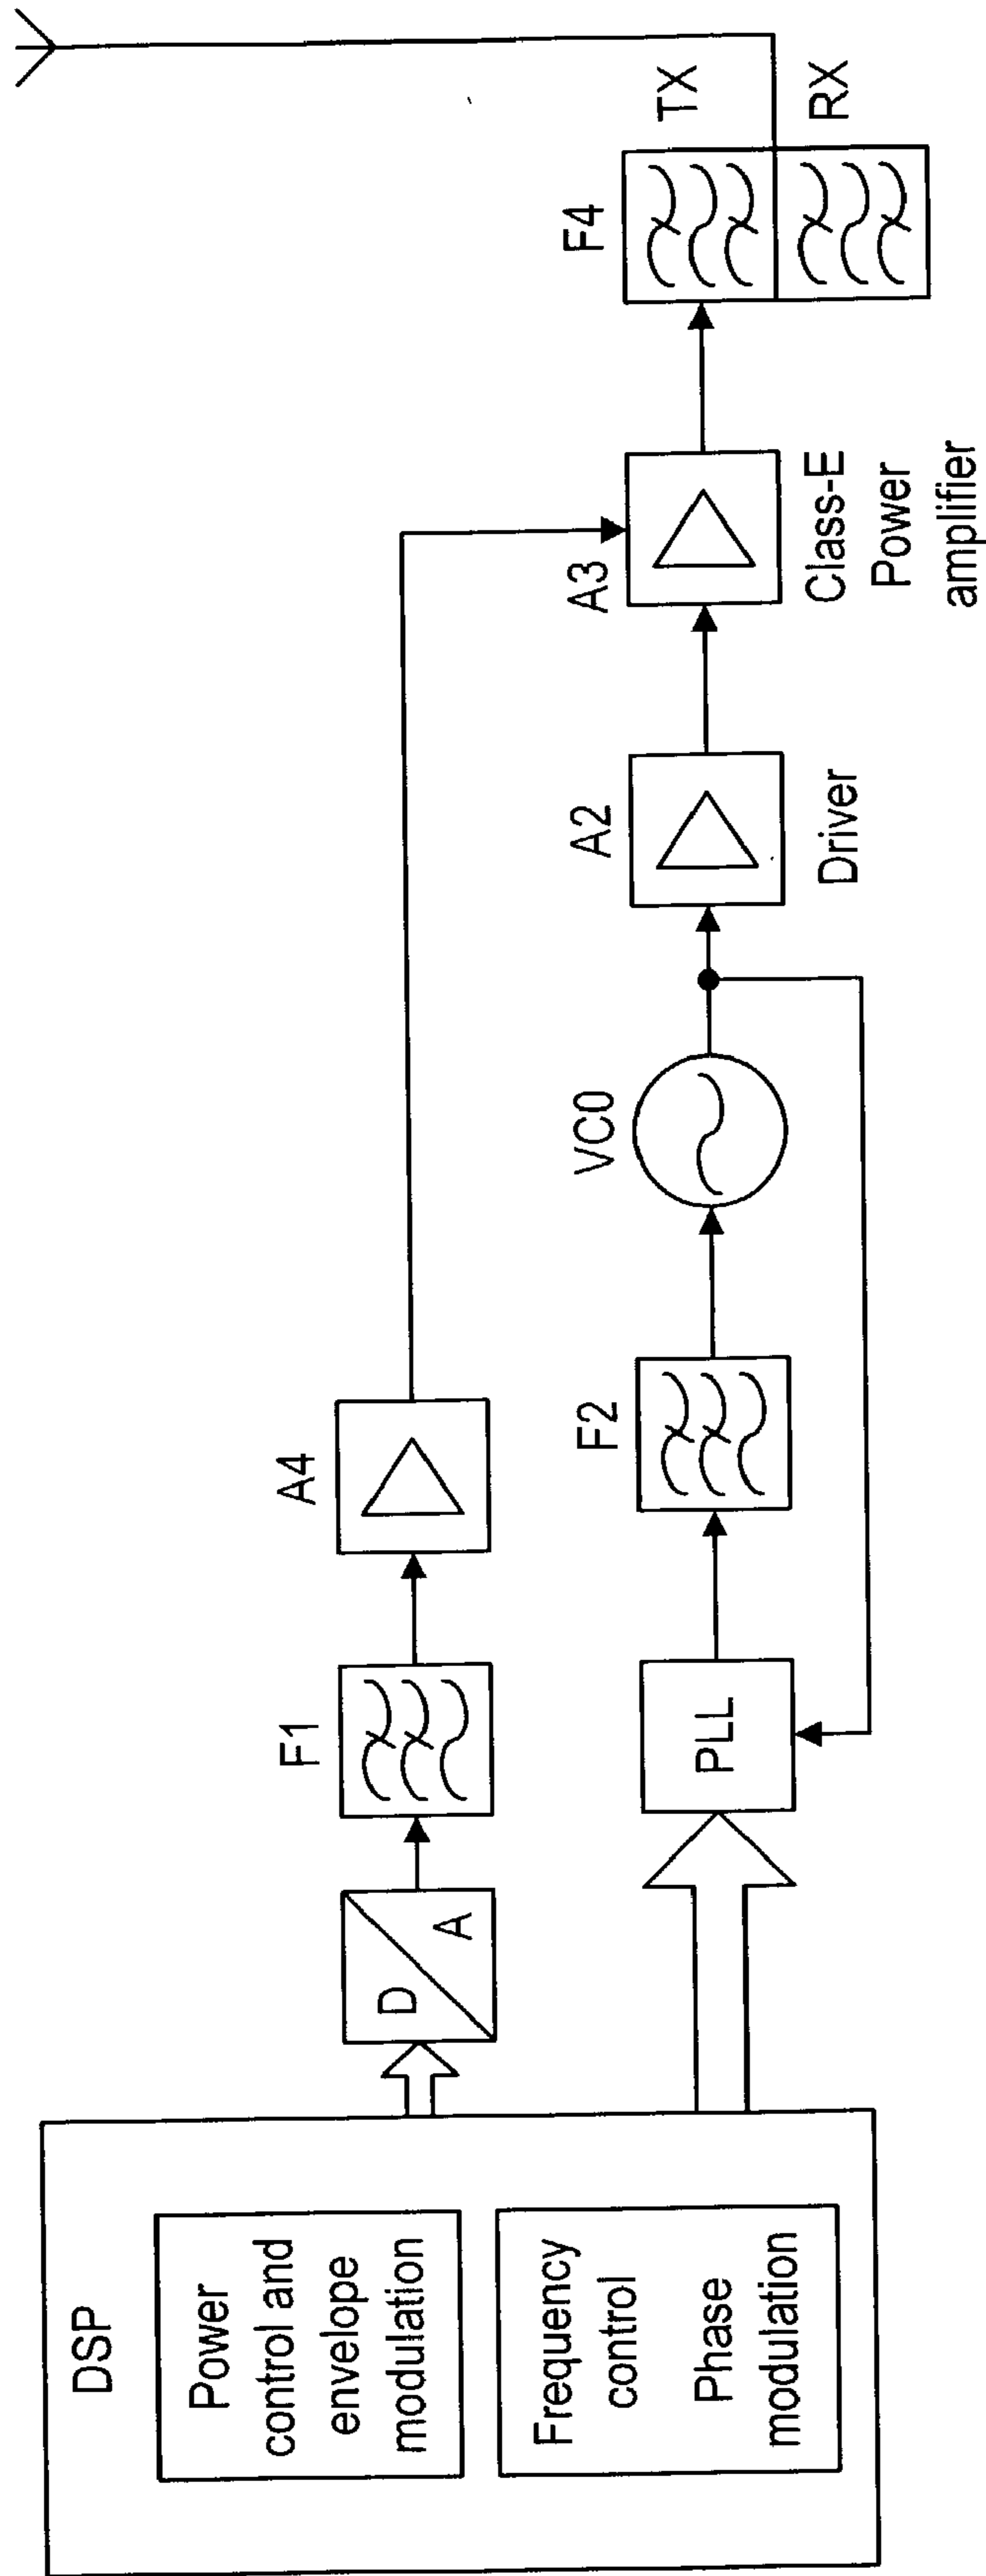 DSP
Power
control and
envelope
modulation
Frequency
control
Phase
modulation
D
A
F1
A4
PLL
F2
VC0
A2
Driver
A3
Class-E
Power
amplifier
F4
TX
RX